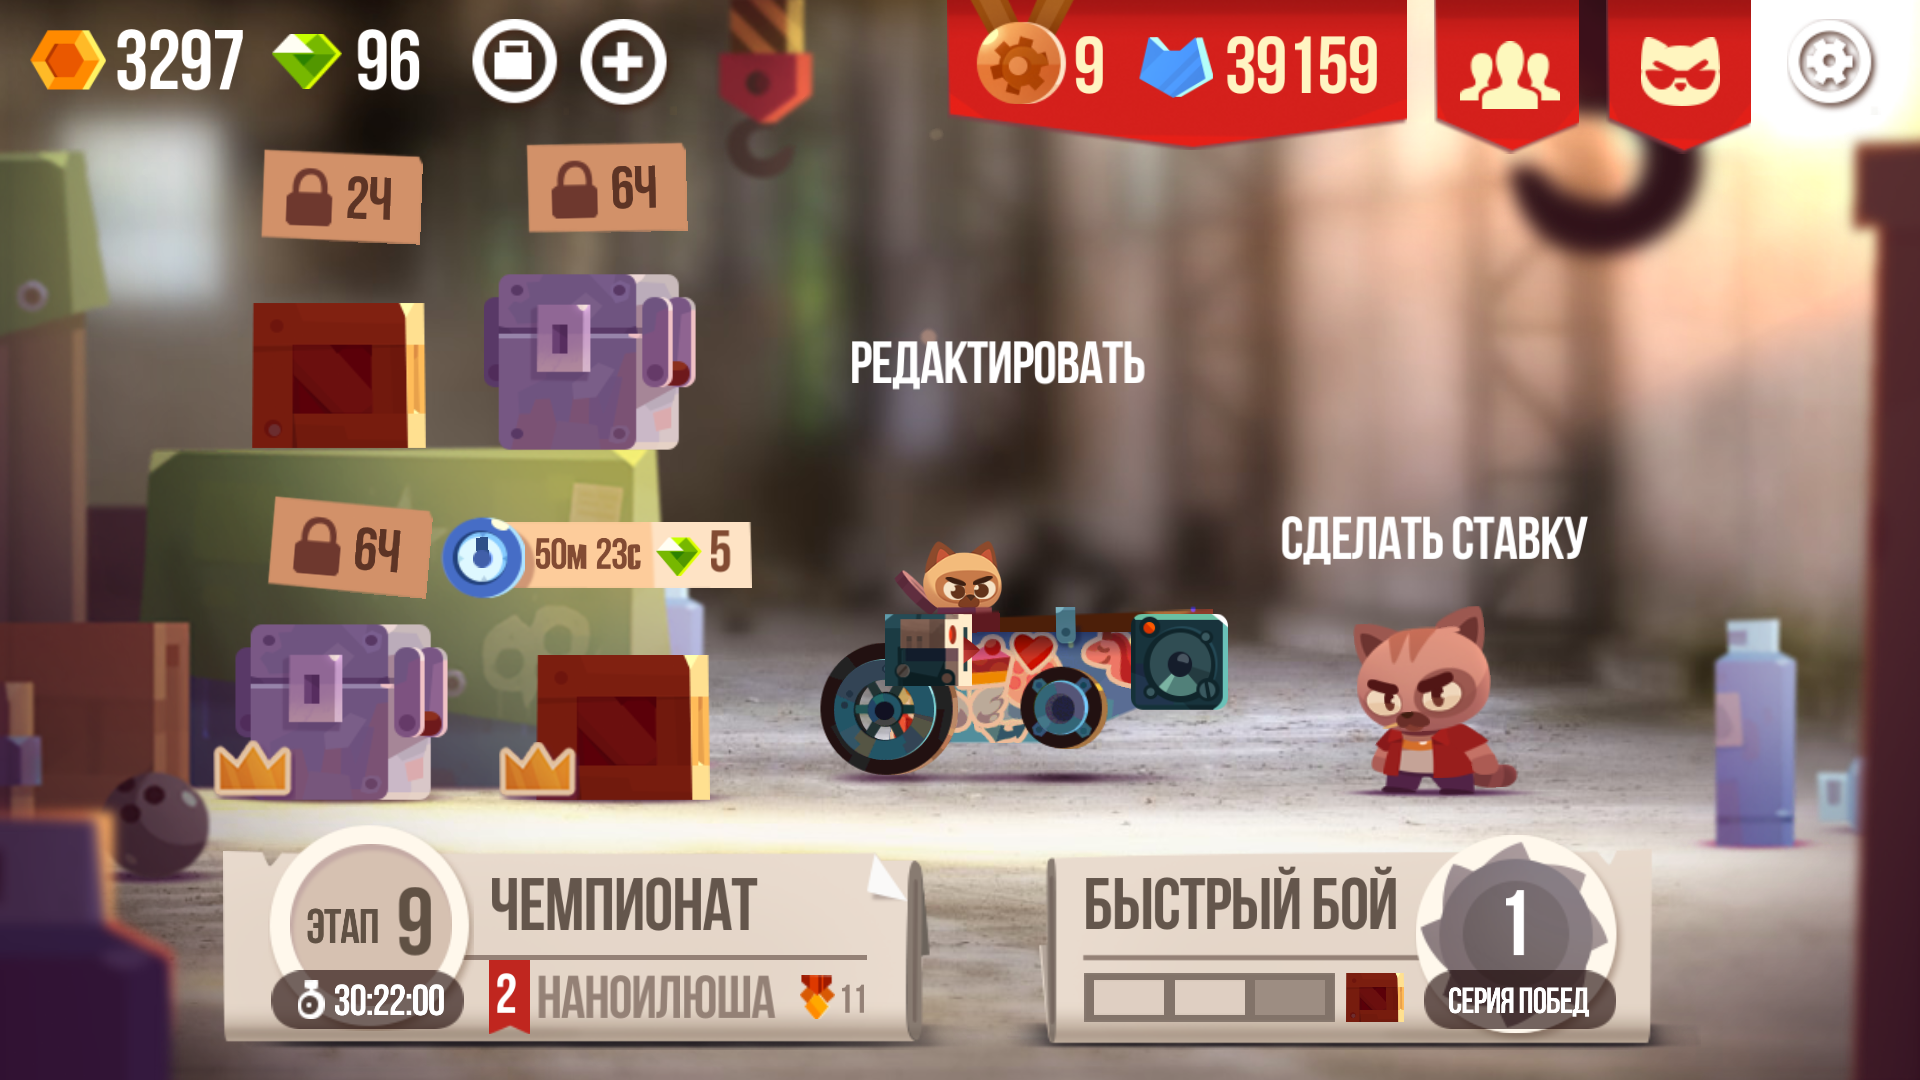 3297
96
9
39159
2Ч
6Ч
РЕДАКТИРОВАТЬ
СДЕЛАТЬ СТАВКУ
6Ч
50м 23с
5
ЭТАП 9
30:22:00
ЧЕМПИОНАТ
2 НАНОИЛЮША 11
БЫСТРЫЙ БОЙ
1
СЕРИЯ ПОБЕД